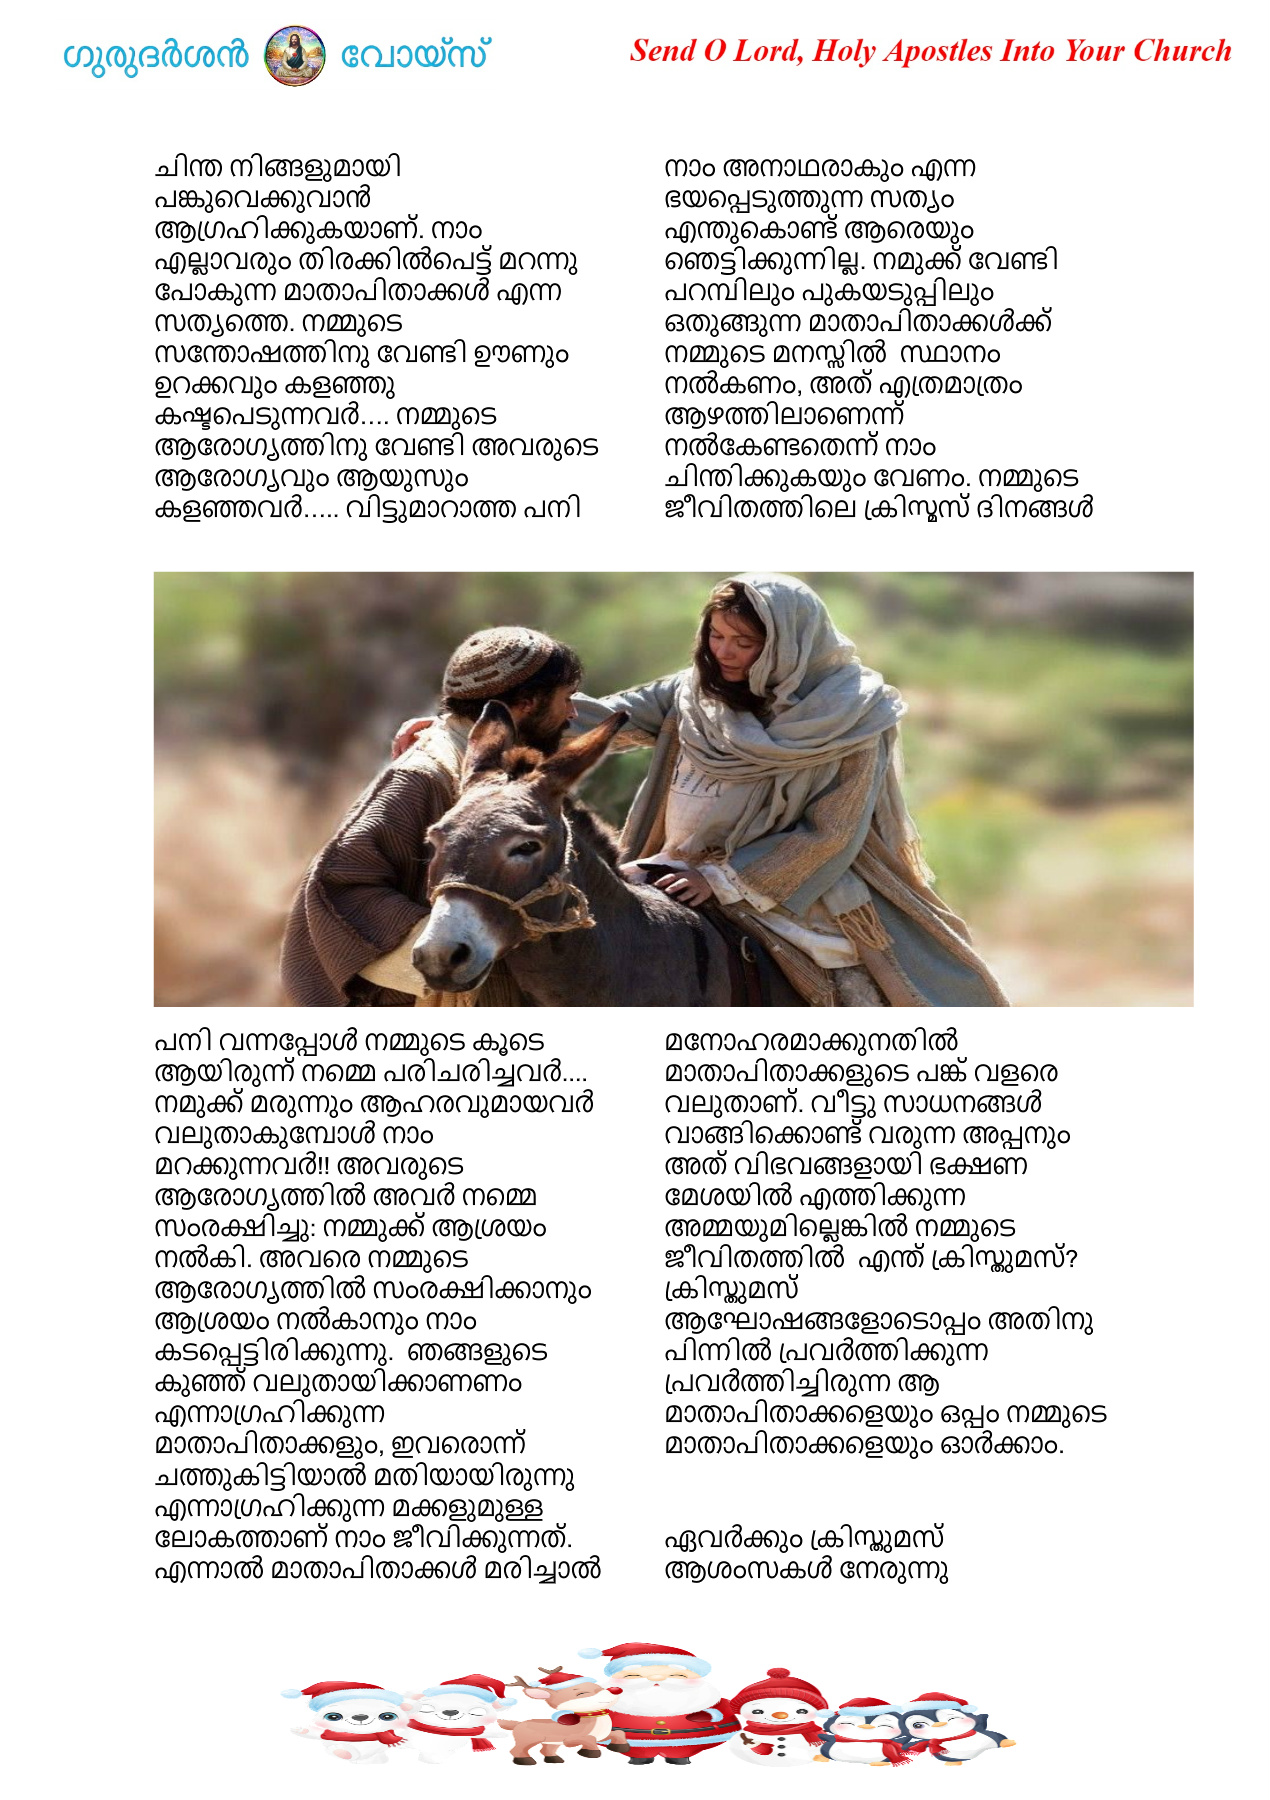 ഗുരുദർശൻ വോയ്സ്
Send O Lord, Holy Apostles Into Your Church
ചിന്ത നിങ്ങളുമായി
പങ്കുവെക്കുവാൻ
ആഗ്രഹിക്കുകയാണ്. നാം
എല്ലാവരും തിരക്കിൽപെട്ട് മറന്നു
പോകുന്ന മാതാപിതാക്കൾ എന്ന
സത്യത്തെ. നമ്മുടെ
സന്തോഷത്തിനു വേണ്ടി ഊണും
ഉറക്കവും കളഞ്ഞു
കഷ്ടപെടുന്നവർ.... നമ്മുടെ
ആരോഗ്യത്തിനു വേണ്ടി അവരുടെ
ആരോഗ്യവും ആയുസും
കളഞ്ഞവർ..... വിട്ടുമാറാത്ത പനി
പനി വന്നപ്പോൾ നമ്മുടെ കൂടെ
ആയിരുന്ന് നമ്മെ പരിചരിച്ചവർ....
നമുക്ക് മരുന്നും ആഹരവുമായവർ
വലുതാകുമ്പോൾ നാം
മറക്കുന്നവർ!! അവരുടെ
ആരോഗ്യത്തിൽ അവർ നമ്മെ
സംരക്ഷിച്ചു: നമ്മുക്ക് ആശ്രയം
നൽകി. അവരെ നമ്മുടെ
ആരോഗ്യത്തിൽ സംരക്ഷിക്കാനും
ആശ്രയം നൽകാനും നാം
കടപ്പെട്ടിരിക്കുന്നു. ഞങ്ങളുടെ
കുഞ്ഞ് വലുതായിക്കാണണം
എന്നാഗ്രഹിക്കുന്ന
മാതാപിതാക്കളും, ഇവരൊന്ന്
ചത്തുകിട്ടിയാൽ മതിയായിരുന്നു
എന്നാഗ്രഹിക്കുന്ന മക്കളുമുള്ള
ലോകത്താണ് നാം ജീവിക്കുന്നത്.
എന്നാൽ മാതാപിതാക്കൾ മരിച്ചാൽ
നാം അനാഥരാകും എന്ന
ഭയപ്പെടുത്തുന്ന സത്യം
എന്തുകൊണ്ട് ആരെയും
ഞെട്ടിക്കുന്നില്ല. നമുക്ക് വേണ്ടി
പറമ്പിലും പുകയടുപ്പിലും
ഒതുങ്ങുന്ന മാതാപിതാക്കൾക്ക്
നമ്മുടെ മനസ്സിൽ സ്ഥാനം
നൽകണം, അത് എത്രമാത്രം
ആഴത്തിലാണെന്ന്
നൽകേണ്ടതെന്ന് നാം
ചിന്തിക്കുകയും വേണം. നമ്മുടെ
ജീവിതത്തിലെ ക്രിസ്മസ് ദിനങ്ങൾ
മനോഹരമാക്കുനതിൽ
മാതാപിതാക്കളുടെ പങ്ക് വളരെ
വലുതാണ്. വീട്ടു സാധനങ്ങൾ
വാങ്ങിക്കൊണ്ട് വരുന്ന അപ്പനും
അത് വിഭവങ്ങളായി ഭക്ഷണ
മേശയിൽ എത്തിക്കുന്ന
അമ്മയുമില്ലെങ്കിൽ നമ്മുടെ
ജീവിതത്തിൽ എന്ത് ക്രിസ്തുമസ്?
ക്രിസ്തുമസ്
ആഘോഷങ്ങളോടൊപ്പം അതിനു
പിന്നിൽ പ്രവർത്തിക്കുന്ന
പ്രവർത്തിച്ചിരുന്ന ആ
മാതാപിതാക്കളെയും ഒപ്പം നമ്മുടെ
മാതാപിതാക്കളെയും ഓർക്കാം.
ഏവർക്കും ക്രിസ്തുമസ്
ആശംസകൾ നേരുന്നു